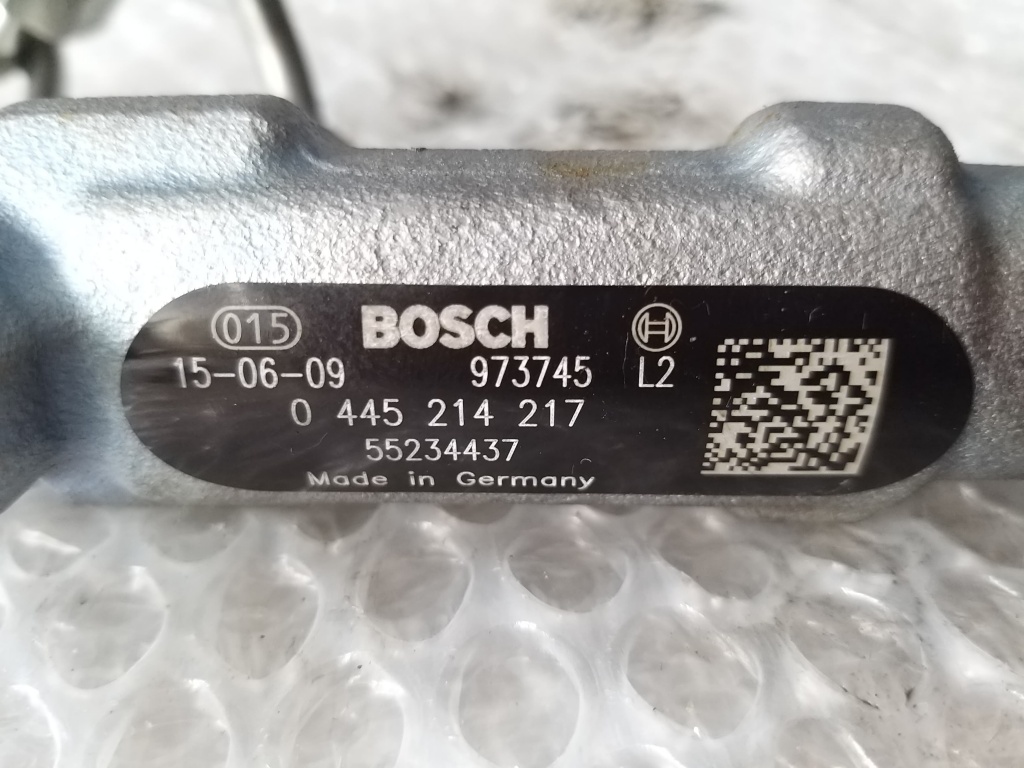 015 BOSCH
15-06-09 973745 L2
0 445 214 217
55234437
Made in Germany